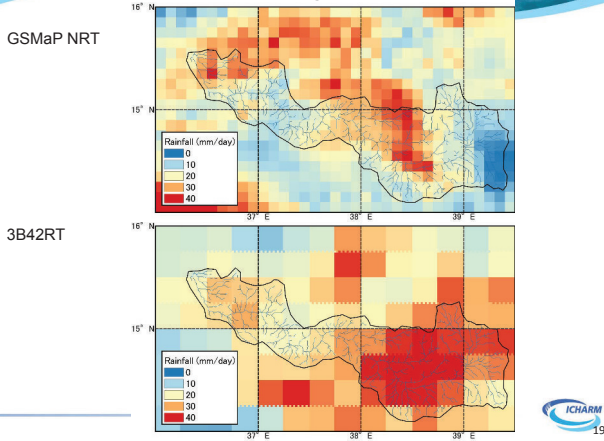 GSMaP NRT
16° N
15°
Rainfall (mm/day)
0
10
20
30
40
37° E
38° E
39° E
3B42RT
16° N
15°
Rainfall (mm/day)
0
10
20
30
40
37° E
38° E
39° E
ICHARM
19